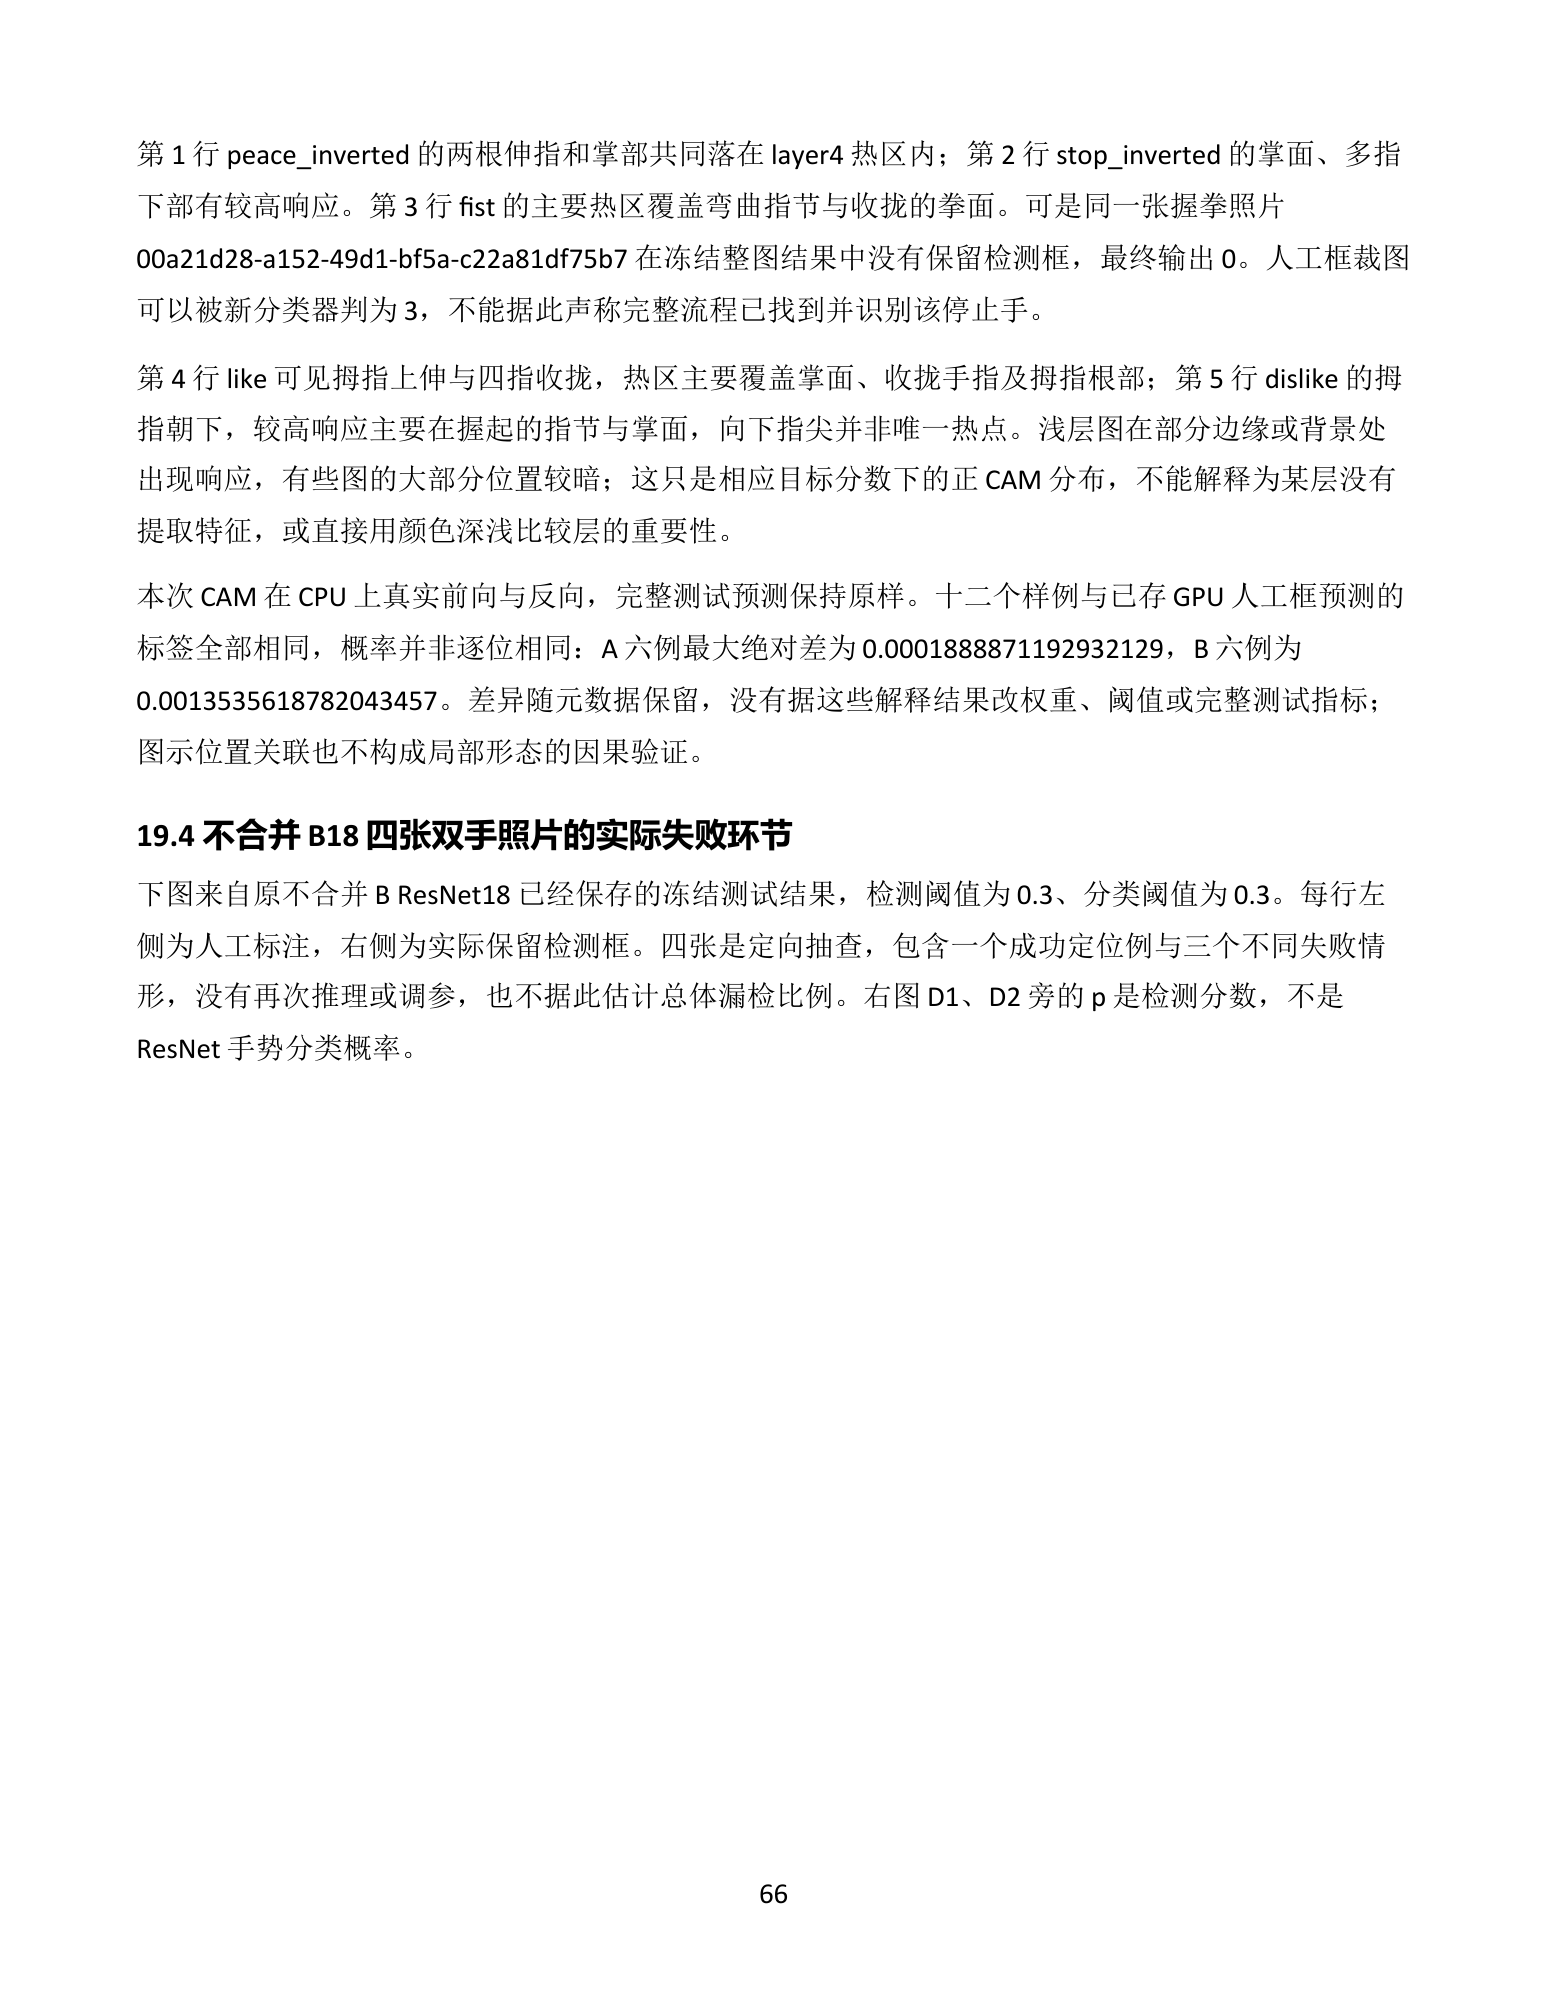 第 1 行 peace_inverted 的两根伸指和掌部共同落在 layer4 热区内；第 2 行 stop_inverted 的掌面、多指
下部有较高响应。第 3 行 fist 的主要热区覆盖弯曲指节与收拢的拳面。可是同一张握拳照片
00a21d28-a152-49d1-bf5a-c22a81df75b7 在冻结整图结果中没有保留检测框，最终输出 0。人工框裁图
可以被新分类器判为 3，不能据此声称完整流程已找到并识别该停止手。
第 4 行 like 可见拇指上伸与四指收拢，热区主要覆盖掌面、收拢手指及拇指根部；第 5 行 dislike 的拇
指朝下，较高响应主要在握起的指节与掌面，向下指尖并非唯一热点。浅层图在部分边缘或背景处
出现响应，有些图的大部分位置较暗；这只是相应目标分数下的正 CAM 分布，不能解释为某层没有
提取特征，或直接用颜色深浅比较层的重要性。
本次 CAM 在 CPU 上真实前向与反向，完整测试预测保持原样。十二个样例与已存 GPU 人工框预测的
标签全部相同，概率并非逐位相同：A 六例最大绝对差为 0.0001888871192932129，B 六例为
0.0013535618782043457。差异随元数据保留，没有据这些解释结果改权重、阈值或完整测试指标；
图示位置关联也不构成局部形态的因果验证。
19.4 不合并 B18 四张双手照片的实际失败环节
下图来自原不合并 B ResNet18 已经保存的冻结测试结果，检测阈值为 0.3、分类阈值为 0.3。每行左
侧为人工标注，右侧为实际保留检测框。四张是定向抽查，包含一个成功定位例与三个不同失败情
形，没有再次推理或调参，也不据此估计总体漏检比例。右图 D1、D2 旁的 p 是检测分数，不是
ResNet 手势分类概率。
66